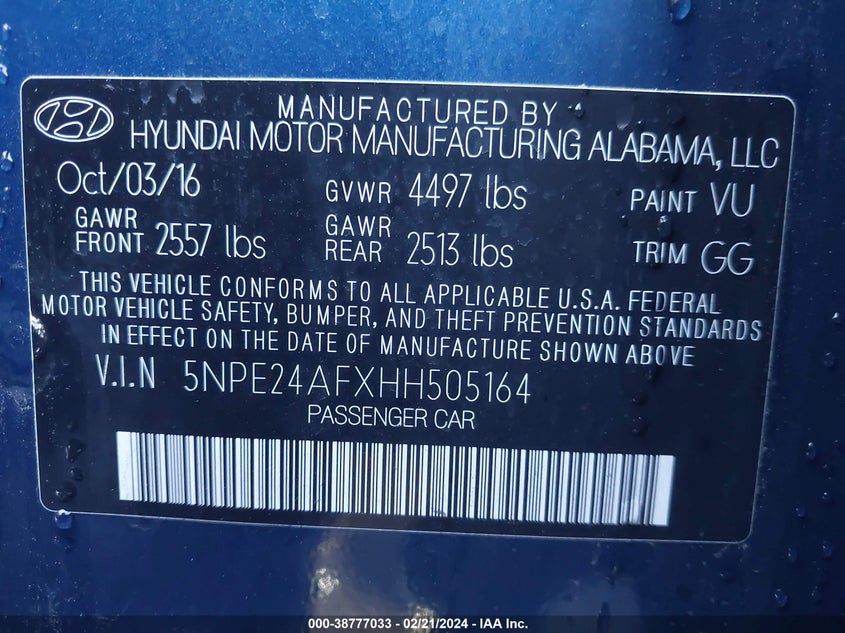 MANUFACTURED BY
HYUNDAI MOTOR MANUFACTURING ALABAMA, LLC
Oct/03/16 GVWR 4497 lbs PAINT VU
GAWR FRONT 2557 lbs GAWR REAR 2513 lbs TRIM GG
THIS VEHICLE CONFORMS TO ALL APPLICABLE U.S.A. FEDERAL
MOTOR VEHICLE SAFETY, BUMPER, AND THEFT PREVENTION STANDARDS
IN EFFECT ON THE DATE OF MANUFACTURE SHOWN ABOVE
V.I.N 5NPE24AFXHH505164
PASSENGER CAR
000-38777033 - 02/21/2024 - IAA Inc.